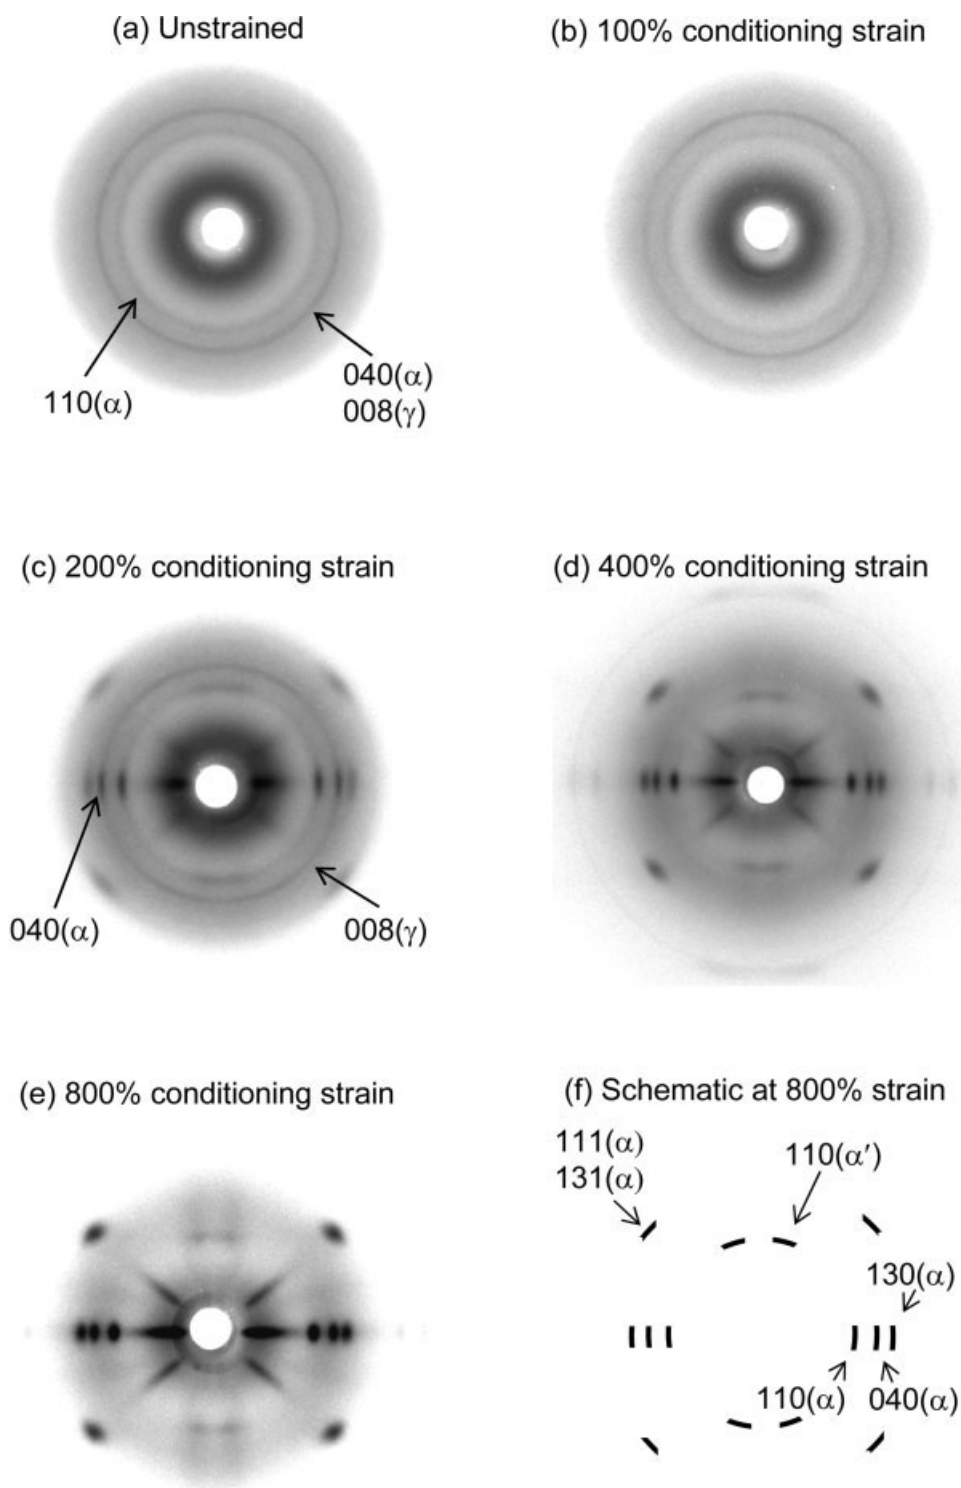 (a) Unstrained
(b) 100% conditioning strain
110(α)
040(α)
008(γ)
(c) 200% conditioning strain
(d) 400% conditioning strain
040(α)
008(γ)
(e) 800% conditioning strain
(f) Schematic at 800% strain
111(α)
131(α)
110(α′)
130(α)
110(α)
040(α)